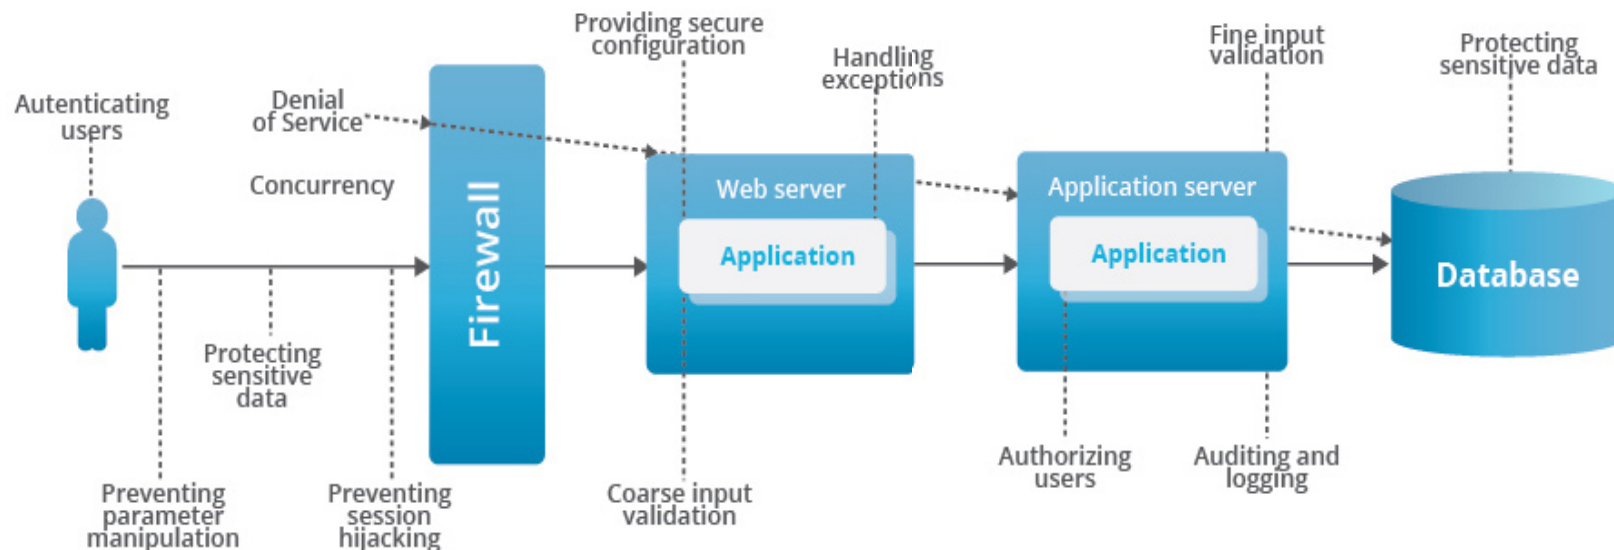 Providing secure
configuration
Handling
exceptions
Fine input
validation
Protecting
sensitive data
Autenticating
users
Denial
of Service
Concurrency
Firewall
Web server
Application
Application server
Application
Database
Protecting
sensitive
data
Preventing
parameter
manipulation
Preventing
session
hijacking
Coarse input
validation
Authorizing
users
Auditing and
logging